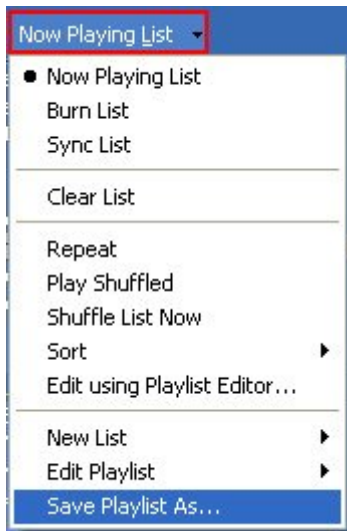 Now Playing List
Now Playing List
Burn List
Sync List
Clear List
Repeat
Play Shuffled
Shuffle List Now
Sort
Edit using Playlist Editor...
New List
Edit Playlist
Save Playlist As...